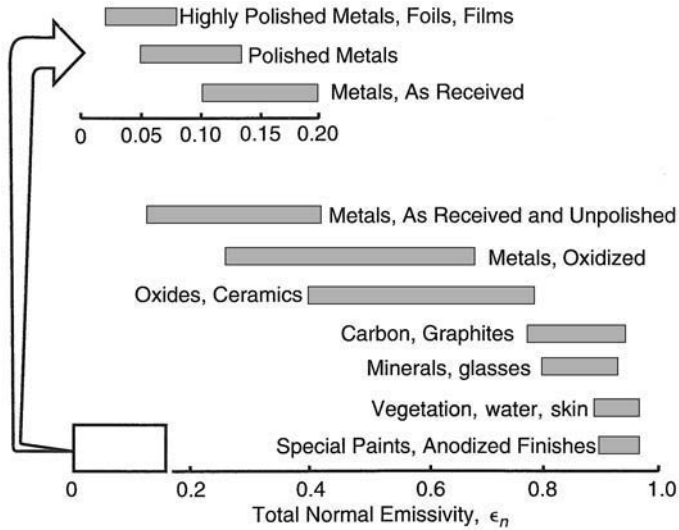 Highly Polished Metals, Foils, Films
Polished Metals
Metals, As Received
0 0.05 0.10 0.15 0.20
Metals, As Received and Unpolished
Metals, Oxidized
Oxides, Ceramics
Carbon, Graphites
Minerals, glasses
Vegetation, water, skin
Special Paints, Anodized Finishes
0 0.2 0.4 0.6 0.8 1.0
Total Normal Emissivity, ϵn